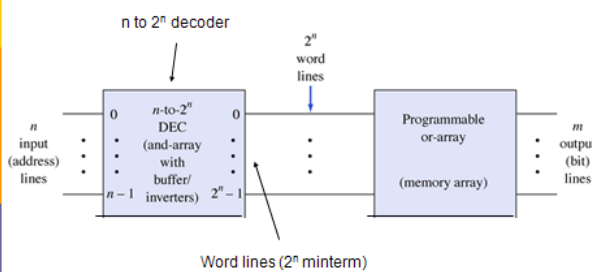 n to 2ⁿ decoder
2ⁿ
word
lines
n
input
(address)
lines
0
n – 1
n-to-2ⁿ
DEC
(and-array
with
buffer/
inverters)
0
2ⁿ – 1
Programmable
or-array
(memory array)
m
outpu
(bit)
lines
Word lines (2ⁿ minterm)